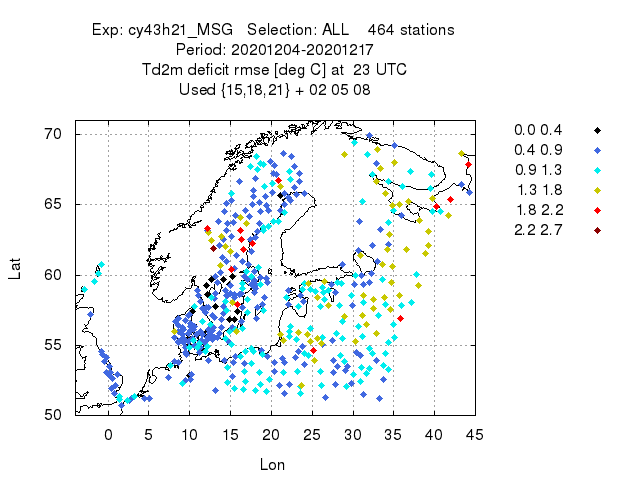 Exp: cy43h21_MSG Selection: ALL 464 stations
Period: 20201204-20201217
Td2m deficit rmse [deg C] at 23 UTC
Used {15,18,21} + 02 05 08
0.0 0.4
0.4 0.9
0.9 1.3
1.3 1.8
1.8 2.2
2.2 2.7
70
65
60
55
50
Lat
0 5 10 15 20 25 30 35 40 45
Lon